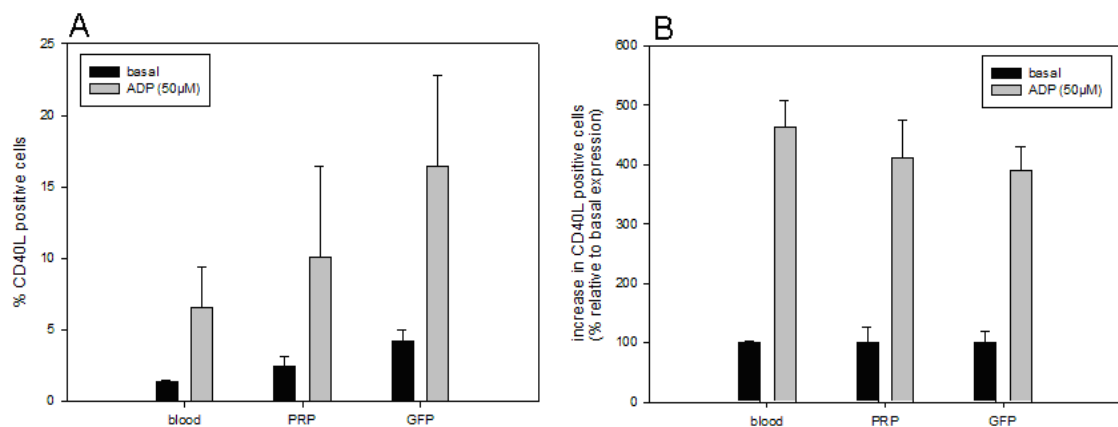 A
25
20
15
10
5
0
% CD40L positive cells
basal
ADP (50µM)
blood
PRP
GFP
B
600
500
400
300
200
100
0
increase in CD40L positive cells
(% relative to basal expression)
basal
ADP (50µM)
blood
PRP
GFP